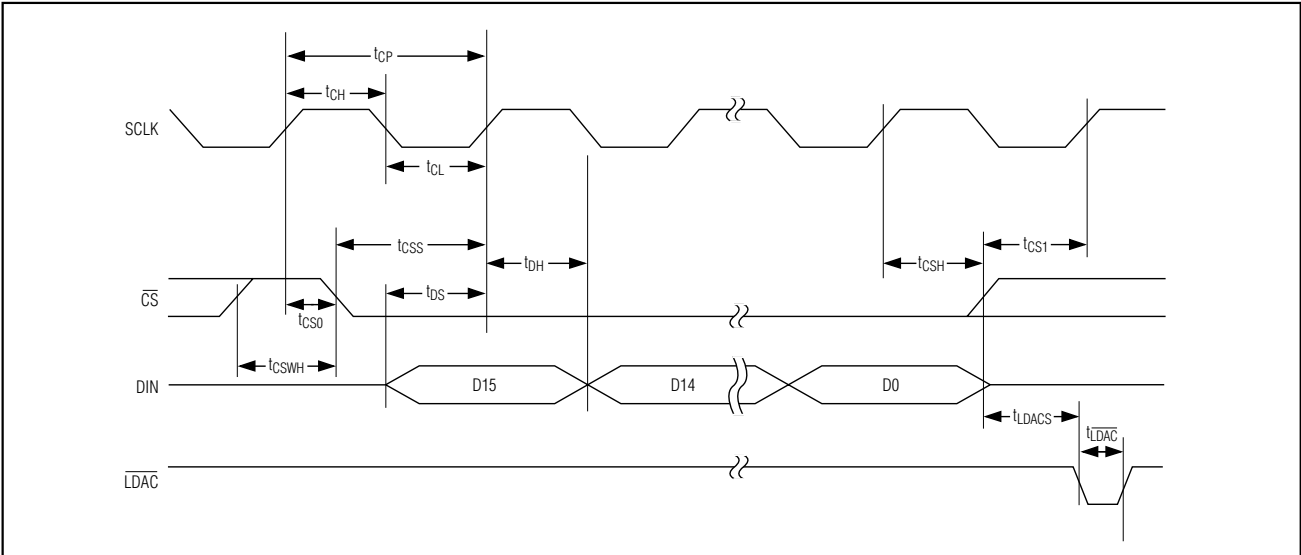 tCP
tCH
SCLK
tCL
tCSS
tDH
tCSH
tCS1
CS
tDS
tCS0
tCSWH
DIN
D15
D14
D0
tLDACS
tLDAC
LDAC